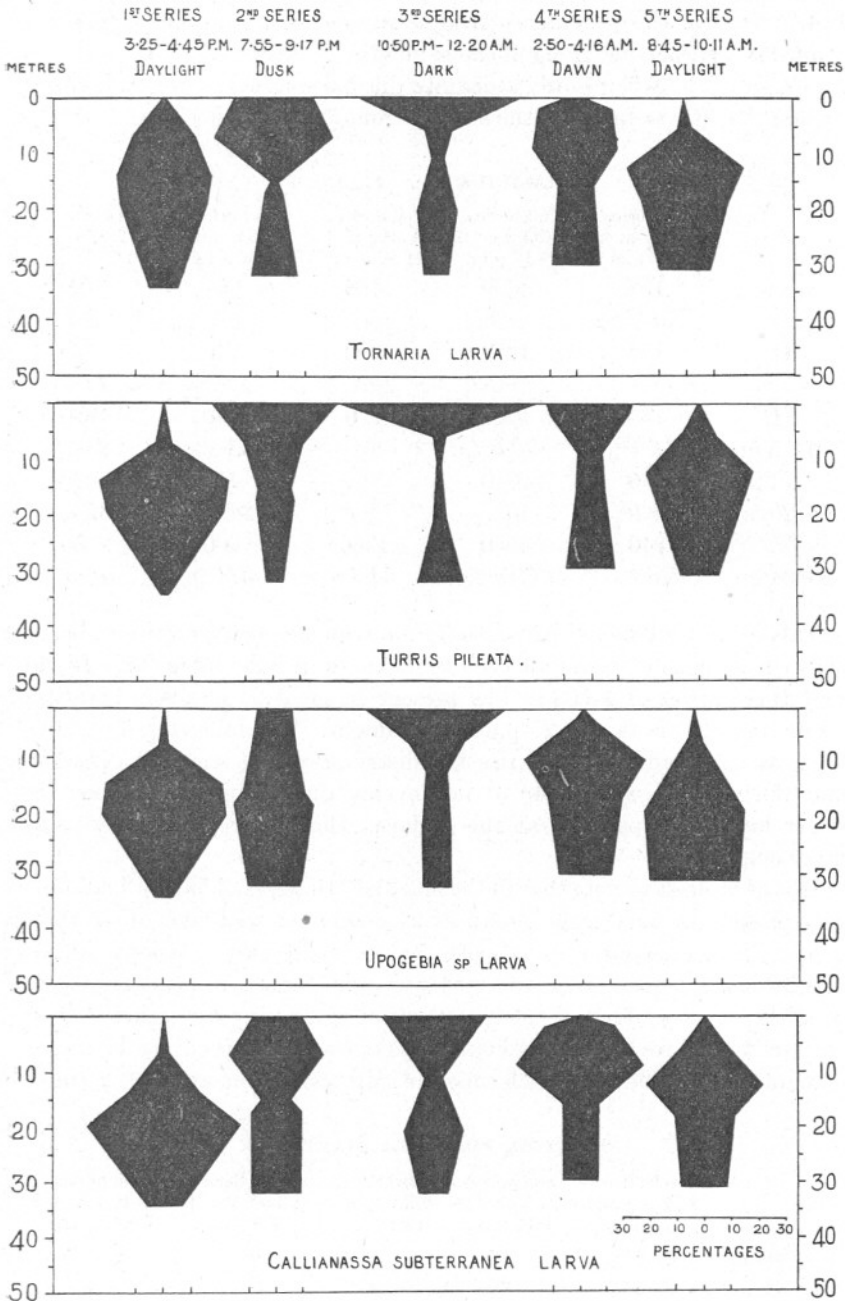 1ST SERIES 2ND SERIES 3RD SERIES 4TH SERIES 5TH SERIES
3·25-4·45 P.M. 7·55-9·17 P.M 10·50 P.M-12·20 A.M. 2·50-4·16 A.M. 8·45-10·11 A.M.
METRES DAYLIGHT DUSK DARK DAWN DAYLIGHT METRES
0 0
10 10
20 20
30 30
40 40
TORNARIA LARVA
50 50
10 10
20 20
30 30
40 40
TURRIS PILEATA.
50 50
10 10
20 20
30 30
40 40
UPOGEBIA SP LARVA
50 50
10 10
20 20
30 30
30 20 10 0 10 20 30
40 40
PERCENTAGES
CALLIANASSA SUBTERRANEA LARVA
50 50